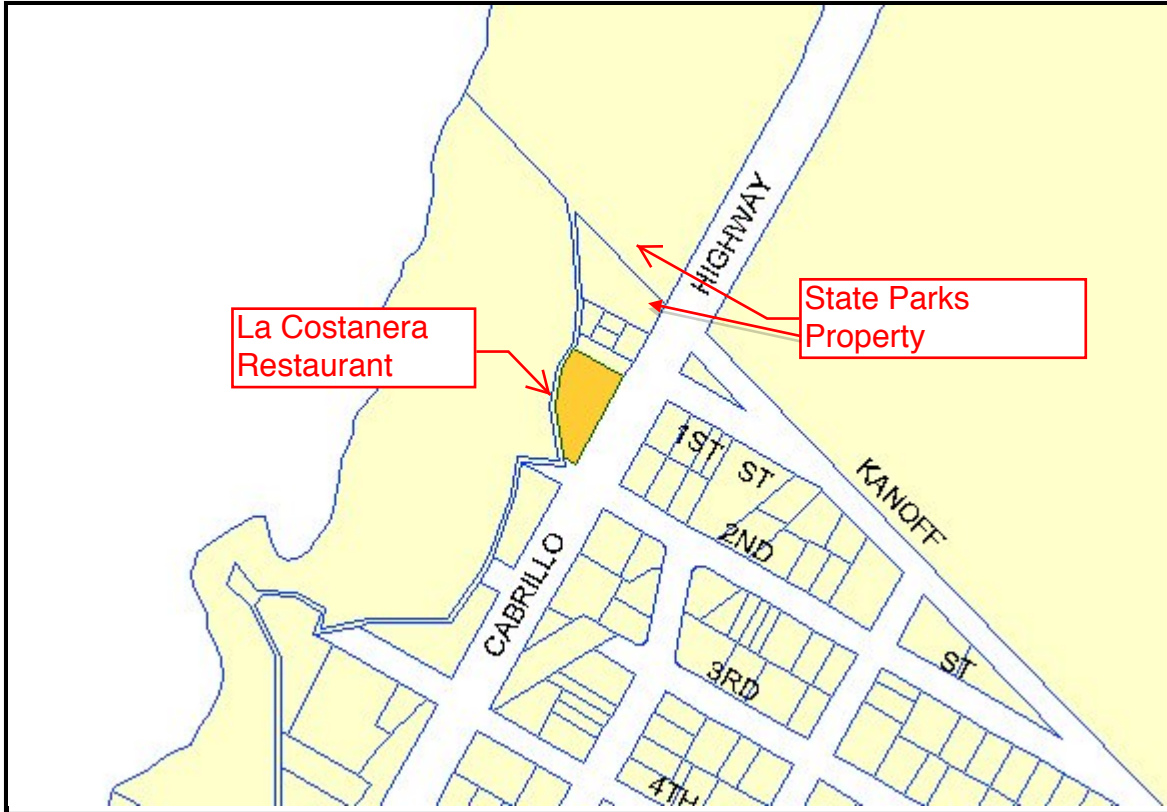 HIGHWAY
State Parks
Property
La Costanera
Restaurant
1ST ST
KANOFF
2ND
CABRILLO
ST
3RD
4TH